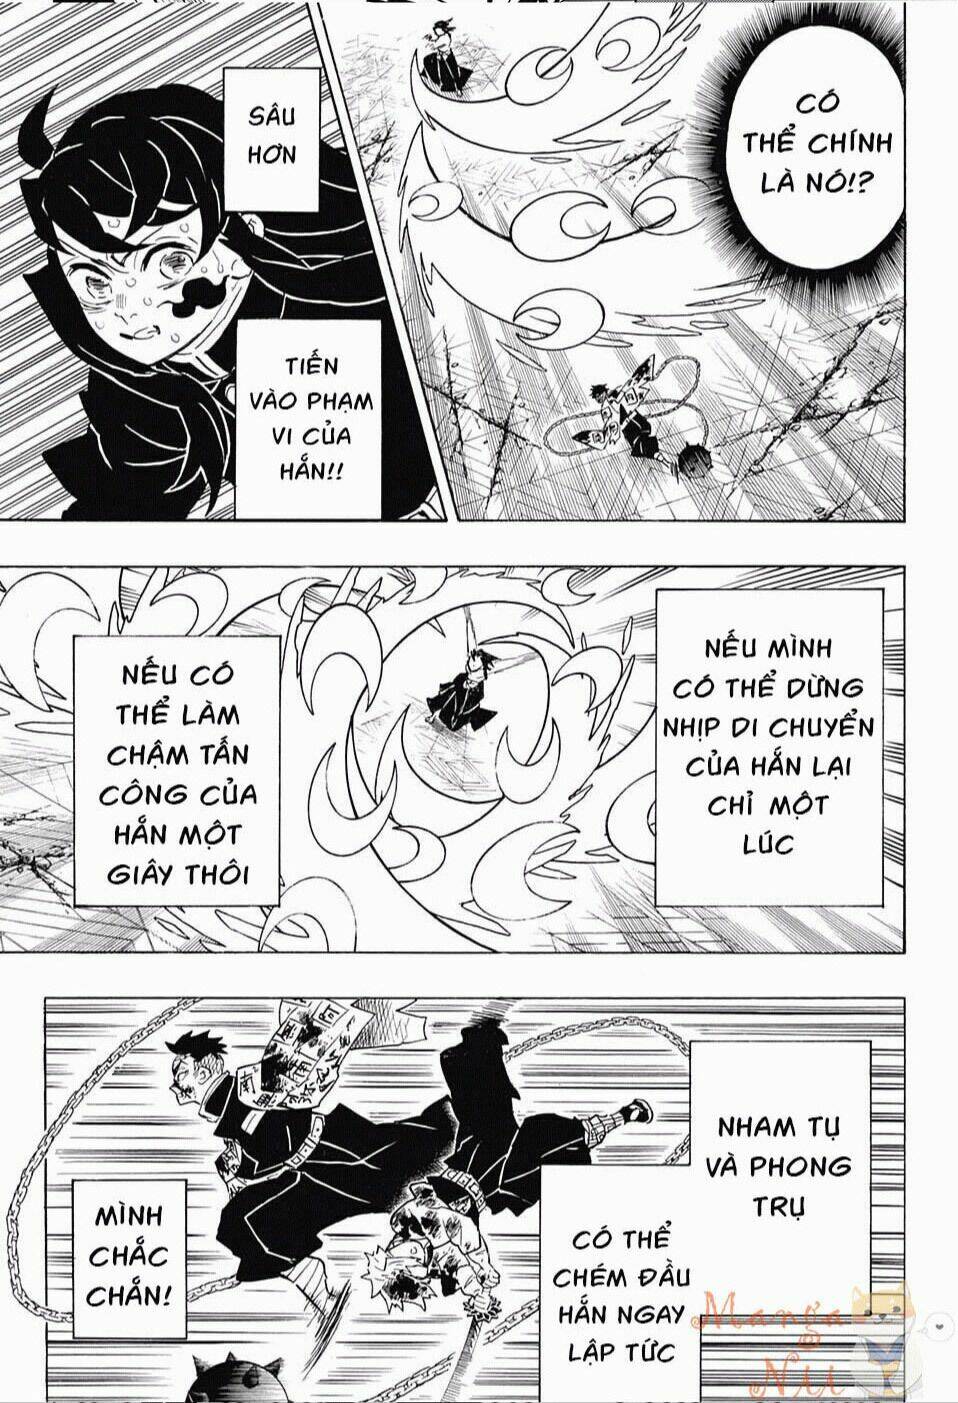 CÓ
THỂ CHÍNH
LÀ NÓ!?
SÂU
HƠN
TIẾN
VÀO PHẠM
VI CỦA
HẮN!!
NẾU MÌNH
CÓ THỂ DỪNG
NHỊP DI CHUYỂN
CỦA HẮN LẠI
CHỈ MỘT
LÚC
NẾU CÓ
THỂ LÀM
CHẬM TẤN
CÔNG CỦA
HẮN MỘT
GIÂY THÔI
NHAM TỤ
VÀ PHONG
TRỤ
CÓ THỂ
CHÉM ĐẦU
HẮN NGAY
LẬP TỨC
MÌNH
CHẮC
CHẮN!
Manga
Nii